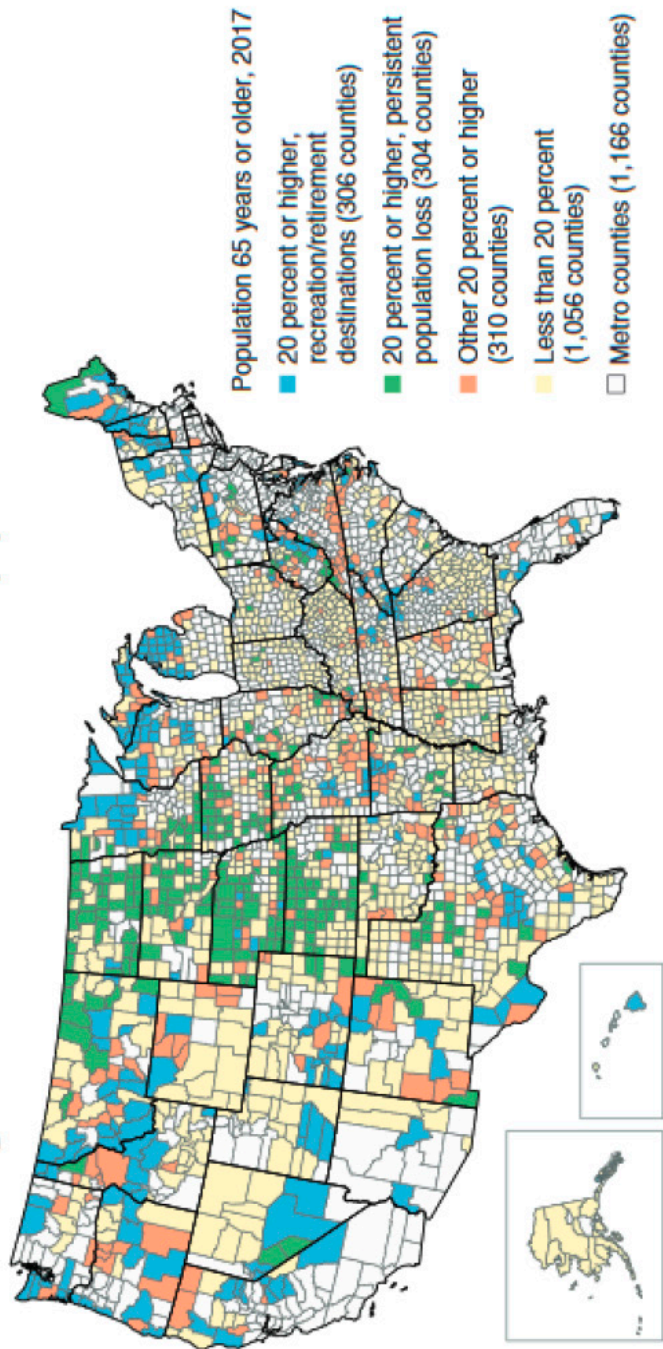 Population 65 years or older, 2017
20 percent or higher,
recreation/retirement
destinations (306 counties)
20 percent or higher, persistent
population loss (304 counties)
Other 20 percent or higher
(310 counties)
Less than 20 percent
(1,056 counties)
Metro counties (1,166 counties)